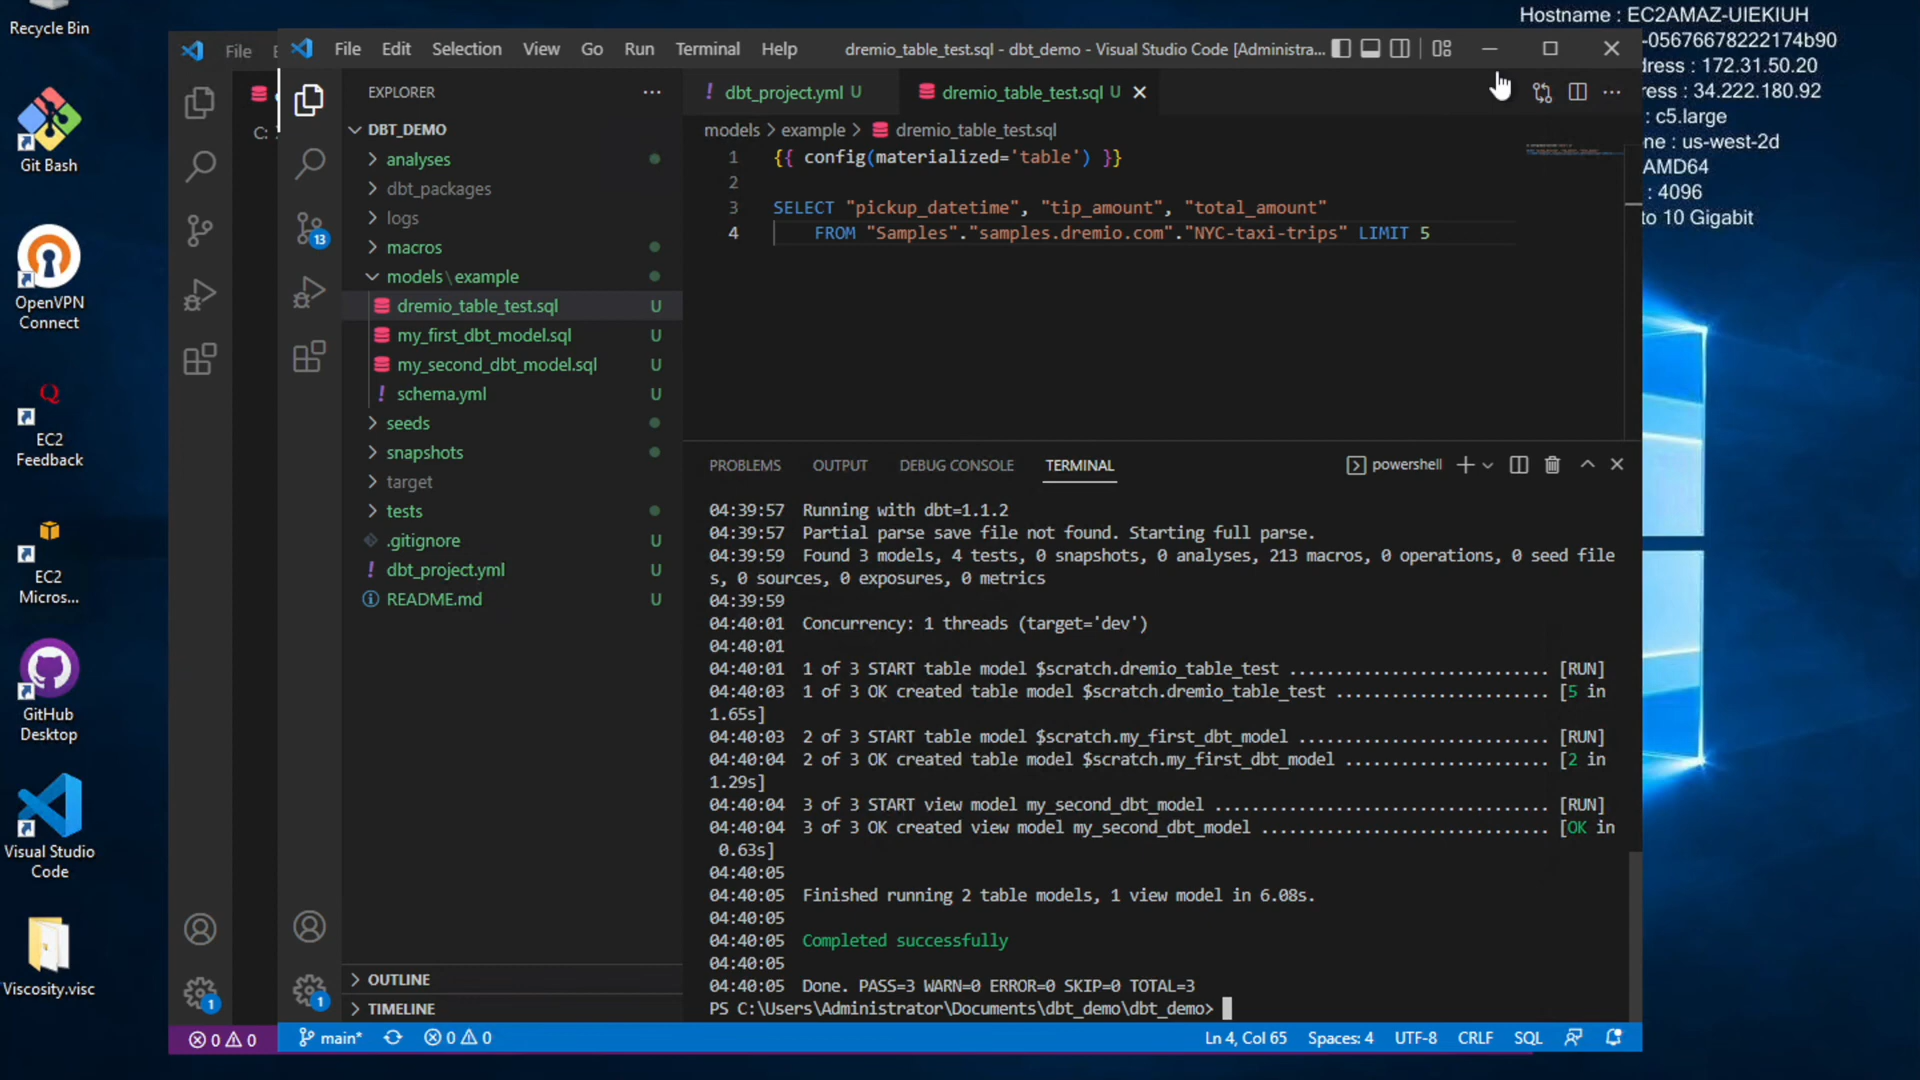 Recycle Bin
Git Bash
OpenVPN
Connect
EC2
Feedback
EC2
Micros...
GitHub
Desktop
Visual Studio
Code
Viscosity.visc
Hostname : EC2AMAZ-UIEKIUH
-05676678222174b90
dress : 172.31.50.20
ress : 34.222.180.92
: c5.large
one : us-west-2d
AMD64
: 4096
to 10 Gigabit
File
C:
0 0
File Edit Selection View Go Run Terminal Help
dremio_table_test.sql - dbt_demo - Visual Studio Code [Administra...
EXPLORER ...
DBT_DEMO
analyses
dbt_packages
logs
macros
models\example
dremio_table_test.sql U
my_first_dbt_model.sql U
my_second_dbt_model.sql U
! schema.yml U
seeds
snapshots
target
tests
.gitignore U
! dbt_project.yml U
README.md U
OUTLINE
TIMELINE
13
1
1
! dbt_project.yml U
dremio_table_test.sql U
models > example > dremio_table_test.sql
1 {{ config(materialized='table') }}
2
3 SELECT "pickup_datetime", "tip_amount", "total_amount"
4 FROM "Samples"."samples.dremio.com"."NYC-taxi-trips" LIMIT 5
PROBLEMS OUTPUT DEBUG CONSOLE TERMINAL
powershell
04:39:57 Running with dbt=1.1.2
04:39:57 Partial parse save file not found. Starting full parse.
04:39:59 Found 3 models, 4 tests, 0 snapshots, 0 analyses, 213 macros, 0 operations, 0 seed file
s, 0 sources, 0 exposures, 0 metrics
04:39:59
04:40:01 Concurrency: 1 threads (target='dev')
04:40:01
04:40:01 1 of 3 START table model $scratch.dremio_table_test ............................ [RUN]
04:40:03 1 of 3 OK created table model $scratch.dremio_table_test ....................... [5 in
1.65s]
04:40:03 2 of 3 START table model $scratch.my_first_dbt_model ........................... [RUN]
04:40:04 2 of 3 OK created table model $scratch.my_first_dbt_model ...................... [2 in
1.29s]
04:40:04 3 of 3 START view model my_second_dbt_model .................................... [RUN]
04:40:04 3 of 3 OK created view model my_second_dbt_model ............................... [OK in
0.63s]
04:40:05
04:40:05 Finished running 2 table models, 1 view model in 6.08s.
04:40:05
04:40:05 Completed successfully
04:40:05
04:40:05 Done. PASS=3 WARN=0 ERROR=0 SKIP=0 TOTAL=3
PS C:\Users\Administrator\Documents\dbt_demo\dbt_demo>
main* 0 0
Ln 4, Col 65 Spaces: 4 UTF-8 CRLF SQL